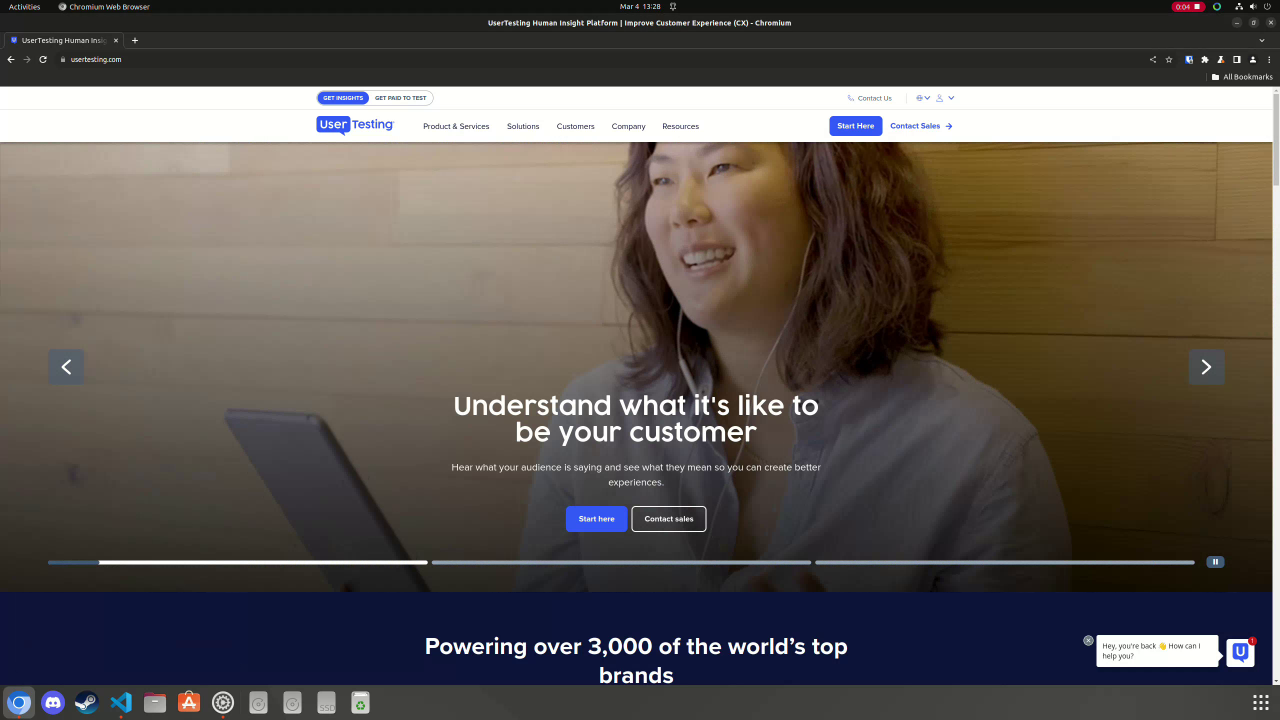 Activities
Chromium Web Browser
Mar 4 13:28
0:04
UserTesting Human Insight Platform | Improve Customer Experience (CX) - Chromium
UserTesting Human Insig
usertesting.com
All Bookmarks
GET INSIGHTS
GET PAID TO TEST
Contact Us
UserTesting
Product & Services
Solutions
Customers
Company
Resources
Start Here
Contact Sales
Understand what it's like to
be your customer
Hear what your audience is saying and see what they mean so you can create better
experiences.
Start here
Contact sales
Powering over 3,000 of the world's top
brands
Hey, you're back 👋 How can I
help you?
1
SSD